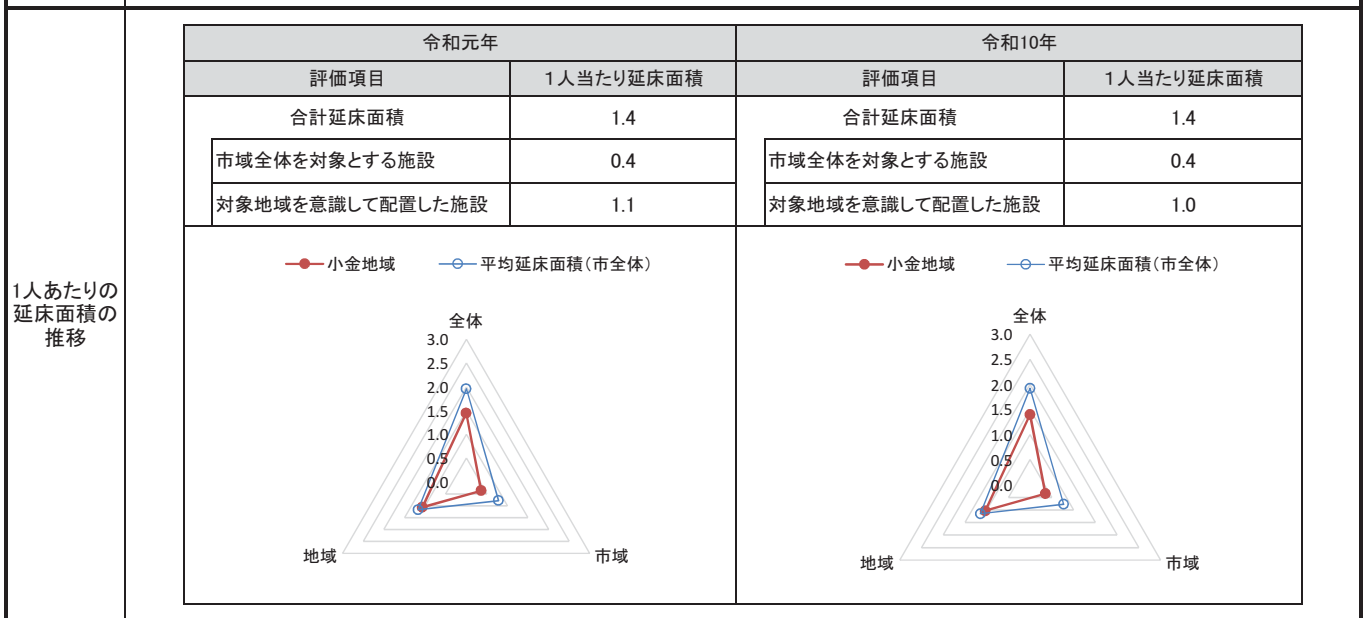 1人あたりの
延床面積の
推移
令和元年 令和10年
評価項目 1人当たり延床面積 評価項目 1人当たり延床面積
合計延床面積 1.4 合計延床面積 1.4
市域全体を対象とする施設 0.4 市域全体を対象とする施設 0.4
対象地域を意識して配置した施設 1.1 対象地域を意識して配置した施設 1.0
小金地域 平均延床面積(市全体)
全体
3.0
2.5
2.0
1.5
1.0
0.5
0.0
地域 市域
小金地域 平均延床面積(市全体)
全体
3.0
2.5
2.0
1.5
1.0
0.5
0.0
地域 市域